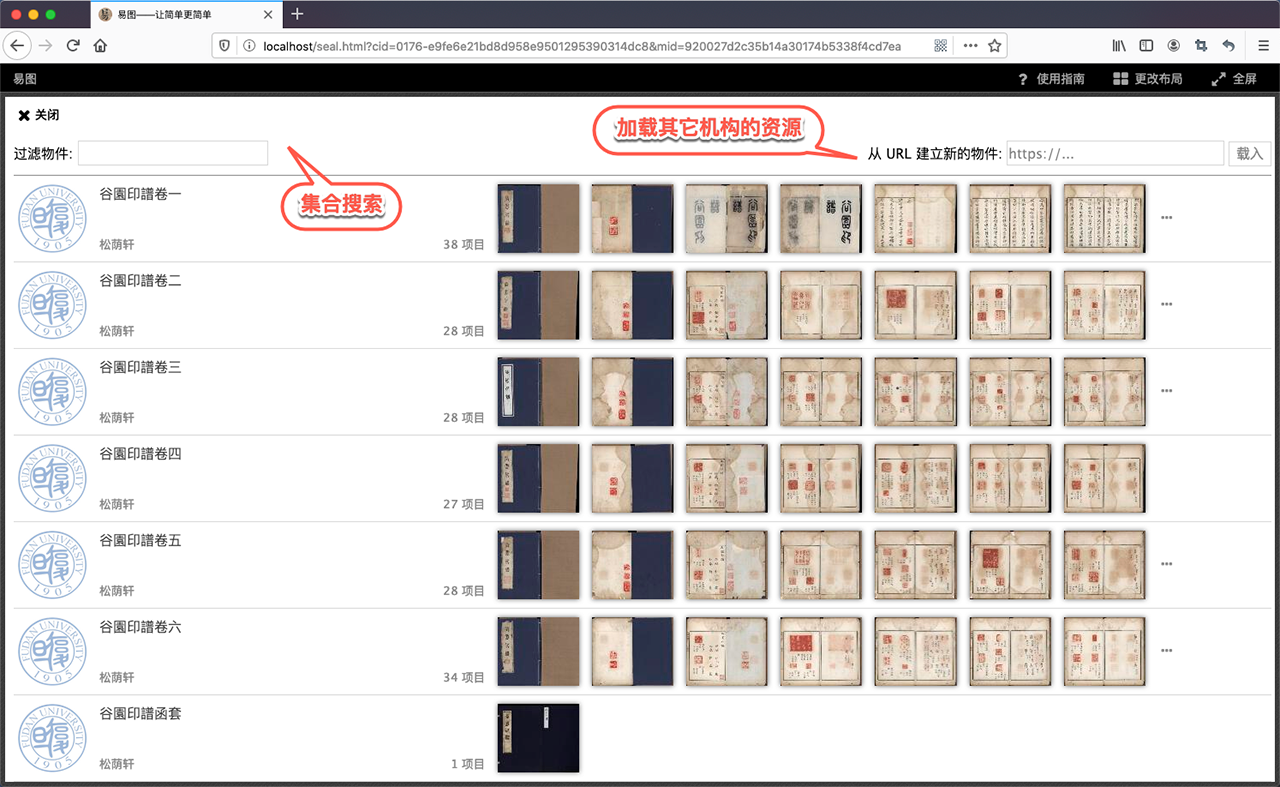 易图——让简单更简单
localhost/seal.html?cid=0176-e9fe6e21bd8d958e9501295390314dc8&mid=920027d2c35b14a30174b5338f4cd7ea
易图
? 使用指南 更改布局 全屏
关闭
加载其它机构的资源
过滤物件:
从 URL 建立新的物件: https://... 载入
集合搜索
谷園印譜卷一
松荫轩 38 项目
谷園印譜卷二
松荫轩 28 项目
谷園印譜卷三
松荫轩 28 项目
谷園印譜卷四
松荫轩 27 项目
谷園印譜卷五
松荫轩 28 项目
谷園印譜卷六
松荫轩 34 项目
谷園印譜函套
松荫轩 1 项目
FUDAN UNIVERSITY
1905